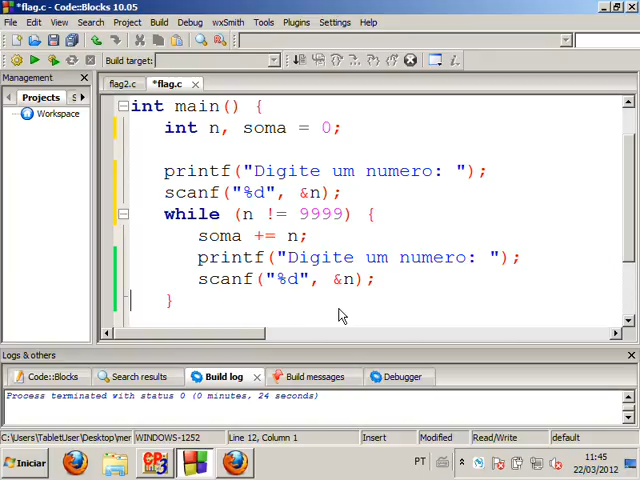 *flag.c - Code::Blocks 10.05
File Edit View Search Project Build Debug wxSmith Tools Plugins Settings Help
Build target:
Management
Projects S
Workspace
flag2.c *flag.c
int main() {
int n, soma = 0;
printf("Digite um numero: ");
scanf("%d", &n);
while (n != 9999) {
soma += n;
printf("Digite um numero: ");
scanf("%d", &n);
}
Logs & others
Code::Blocks Search results Build log Build messages Debugger
Process terminated with status 0 (0 minutes, 24 seconds)
C:\Users\TabletUser\Desktop\mer WINDOWS-1252 Line 12, Column 1 Insert Modified Read/Write default
Iniciar PT 11:45
22/03/2012